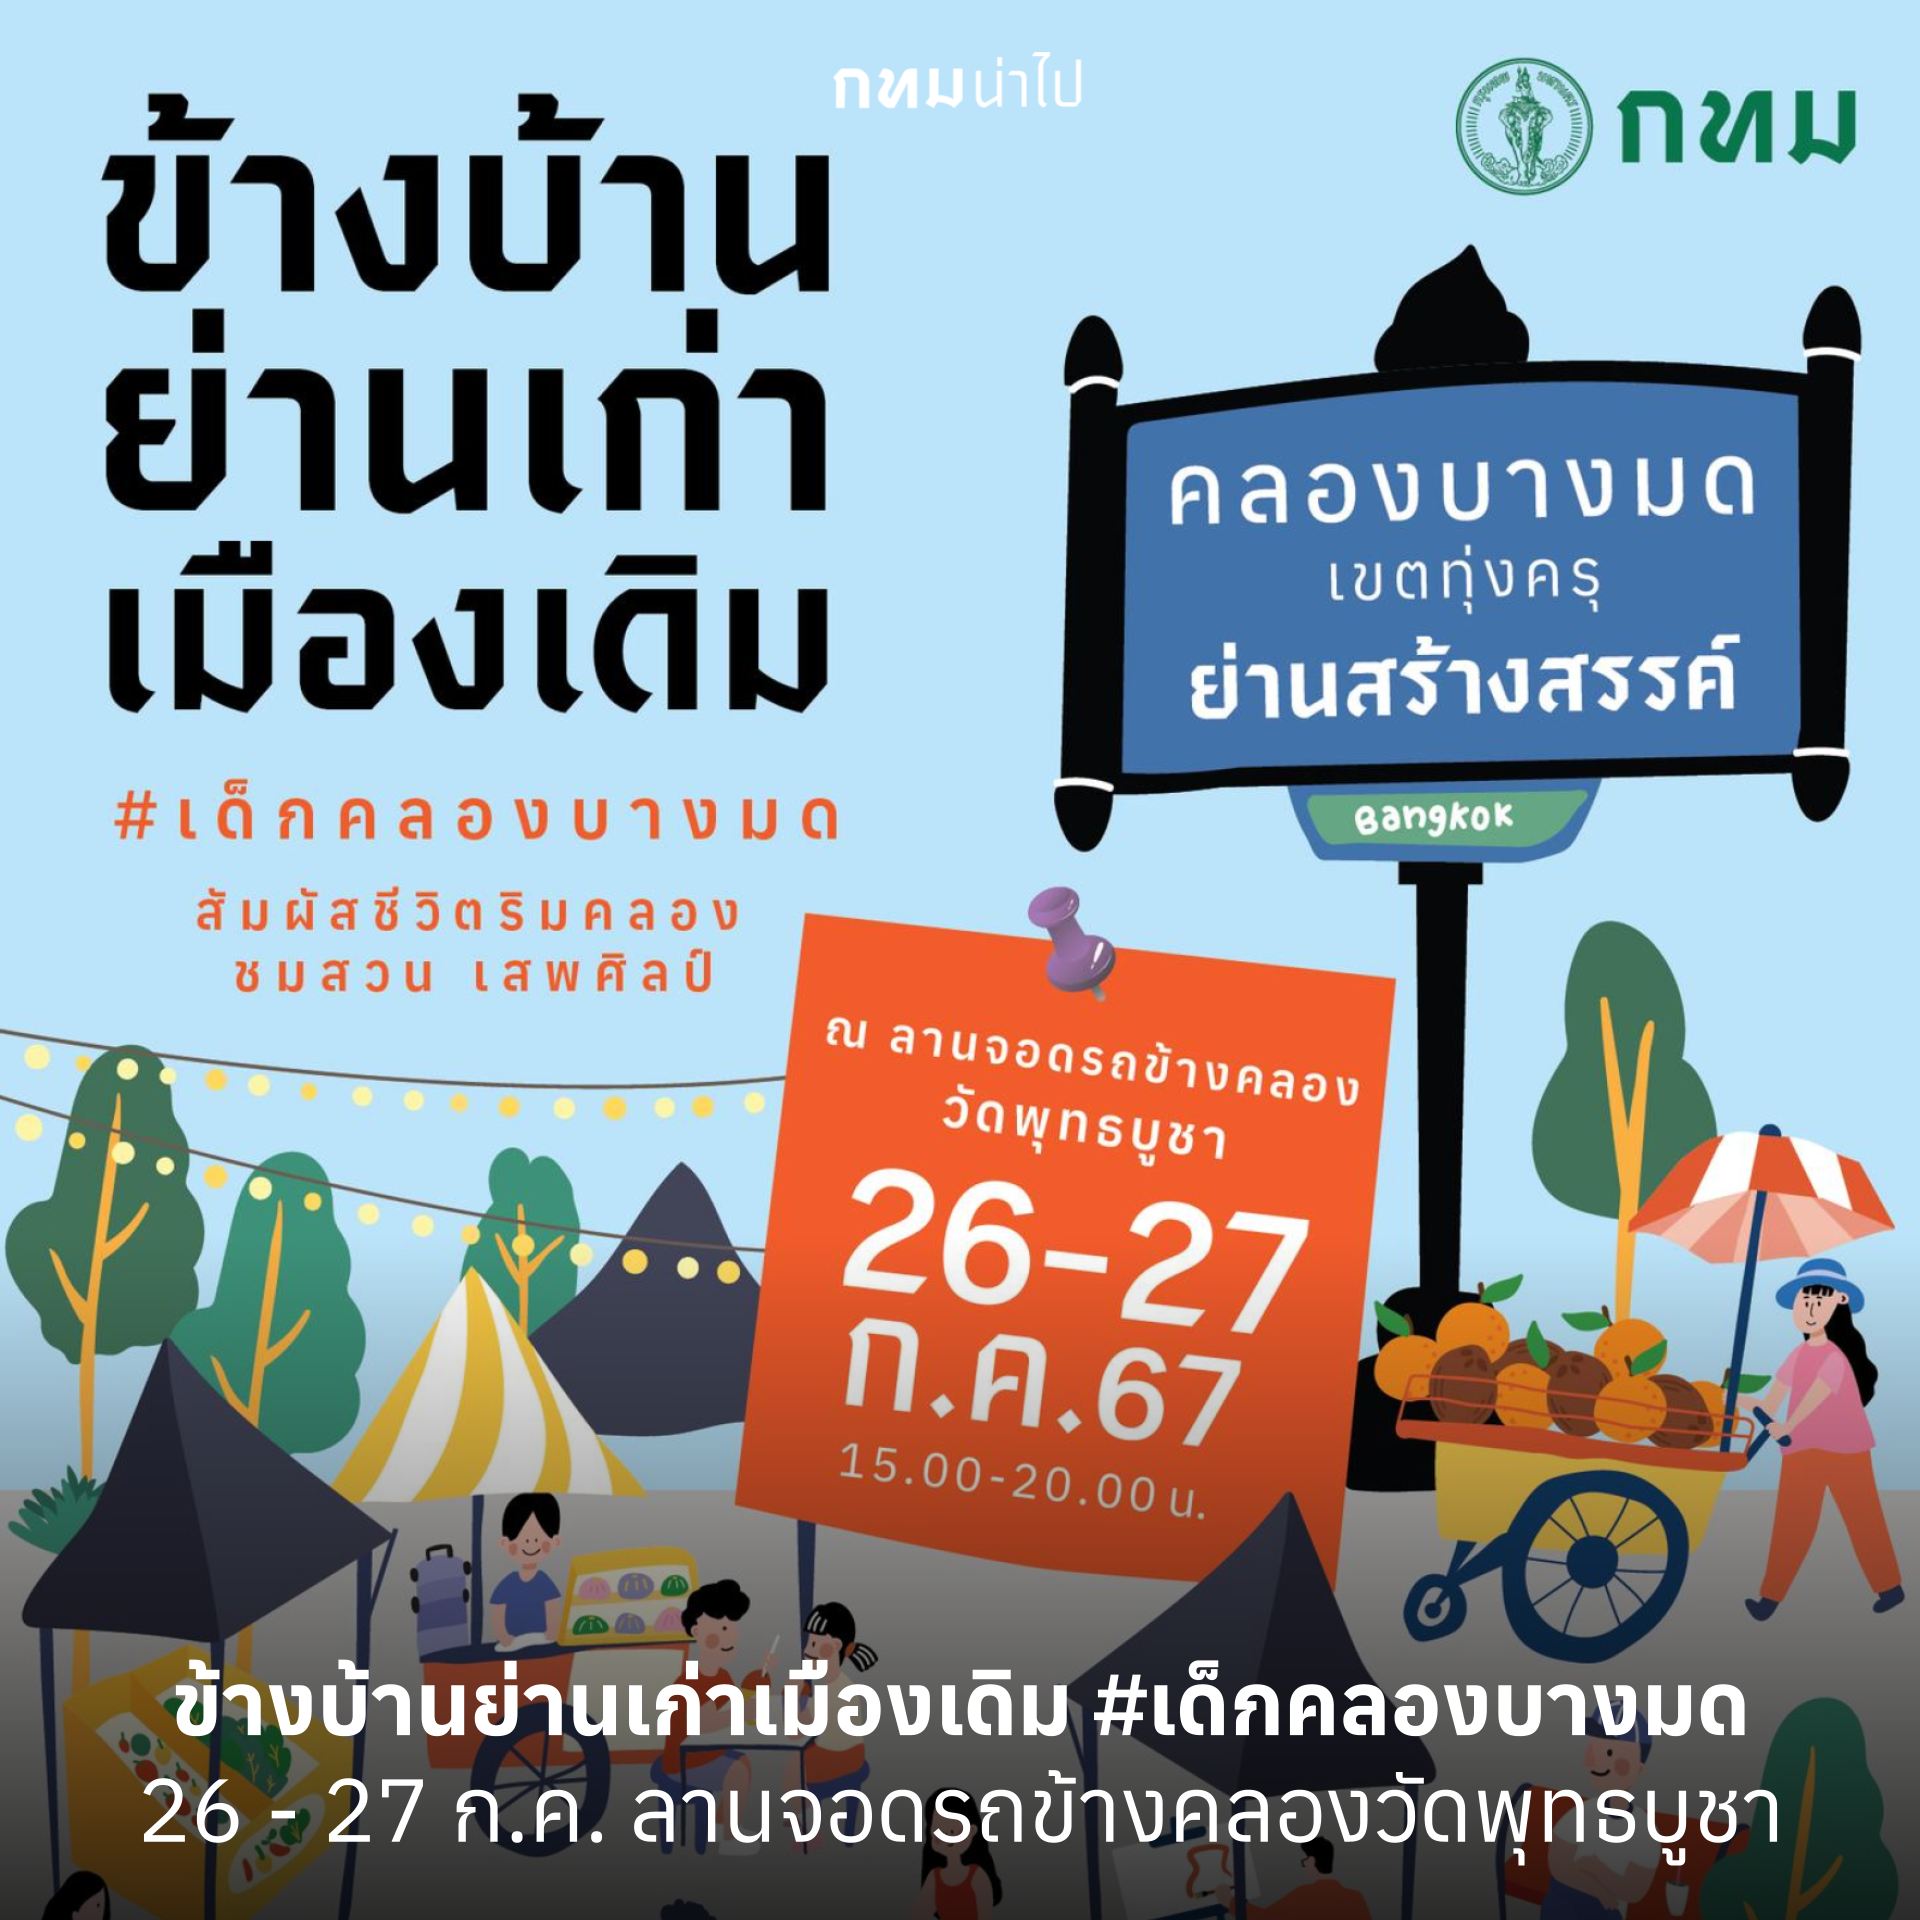 กทมน่าไป
กทม
ข้างบ้าน
ย่านเก่า
เมืองเดิม
#เด็กคลองบางมด
สัมผัสชีวิตริมคลอง
ชมสวน เสพศิลป์
คลองบางมด
เขตทุ่งครุ
ย่านสร้างสรรค์
Bangkok
ณ ลานจอดรถข้างคลอง
วัดพุทธบูชา
26-27
ก.ค.67
15.00-20.00 น.
ข้างบ้านย่านเก่าเมืองเดิม #เด็กคลองบางมด
26 - 27 ก.ค. ลานจอดรถข้างคลองวัดพุทธบูชา